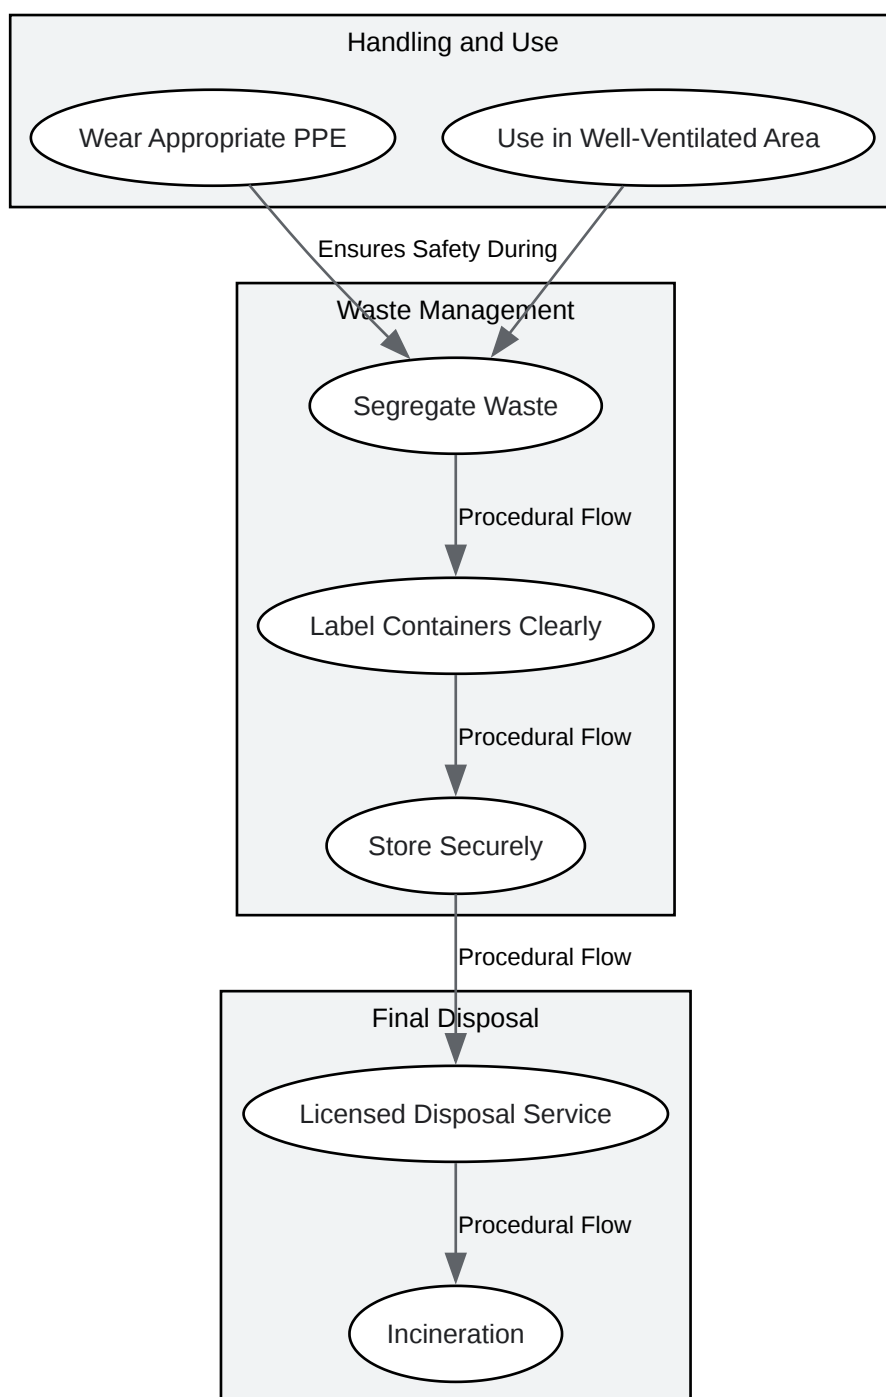 Handling and Use
Wear Appropriate PPE
Use in Well-Ventilated Area
Ensures Safety During
Waste Management
Segregate Waste
Procedural Flow
Label Containers Clearly
Procedural Flow
Store Securely
Procedural Flow
Final Disposal
Licensed Disposal Service
Procedural Flow
Incineration